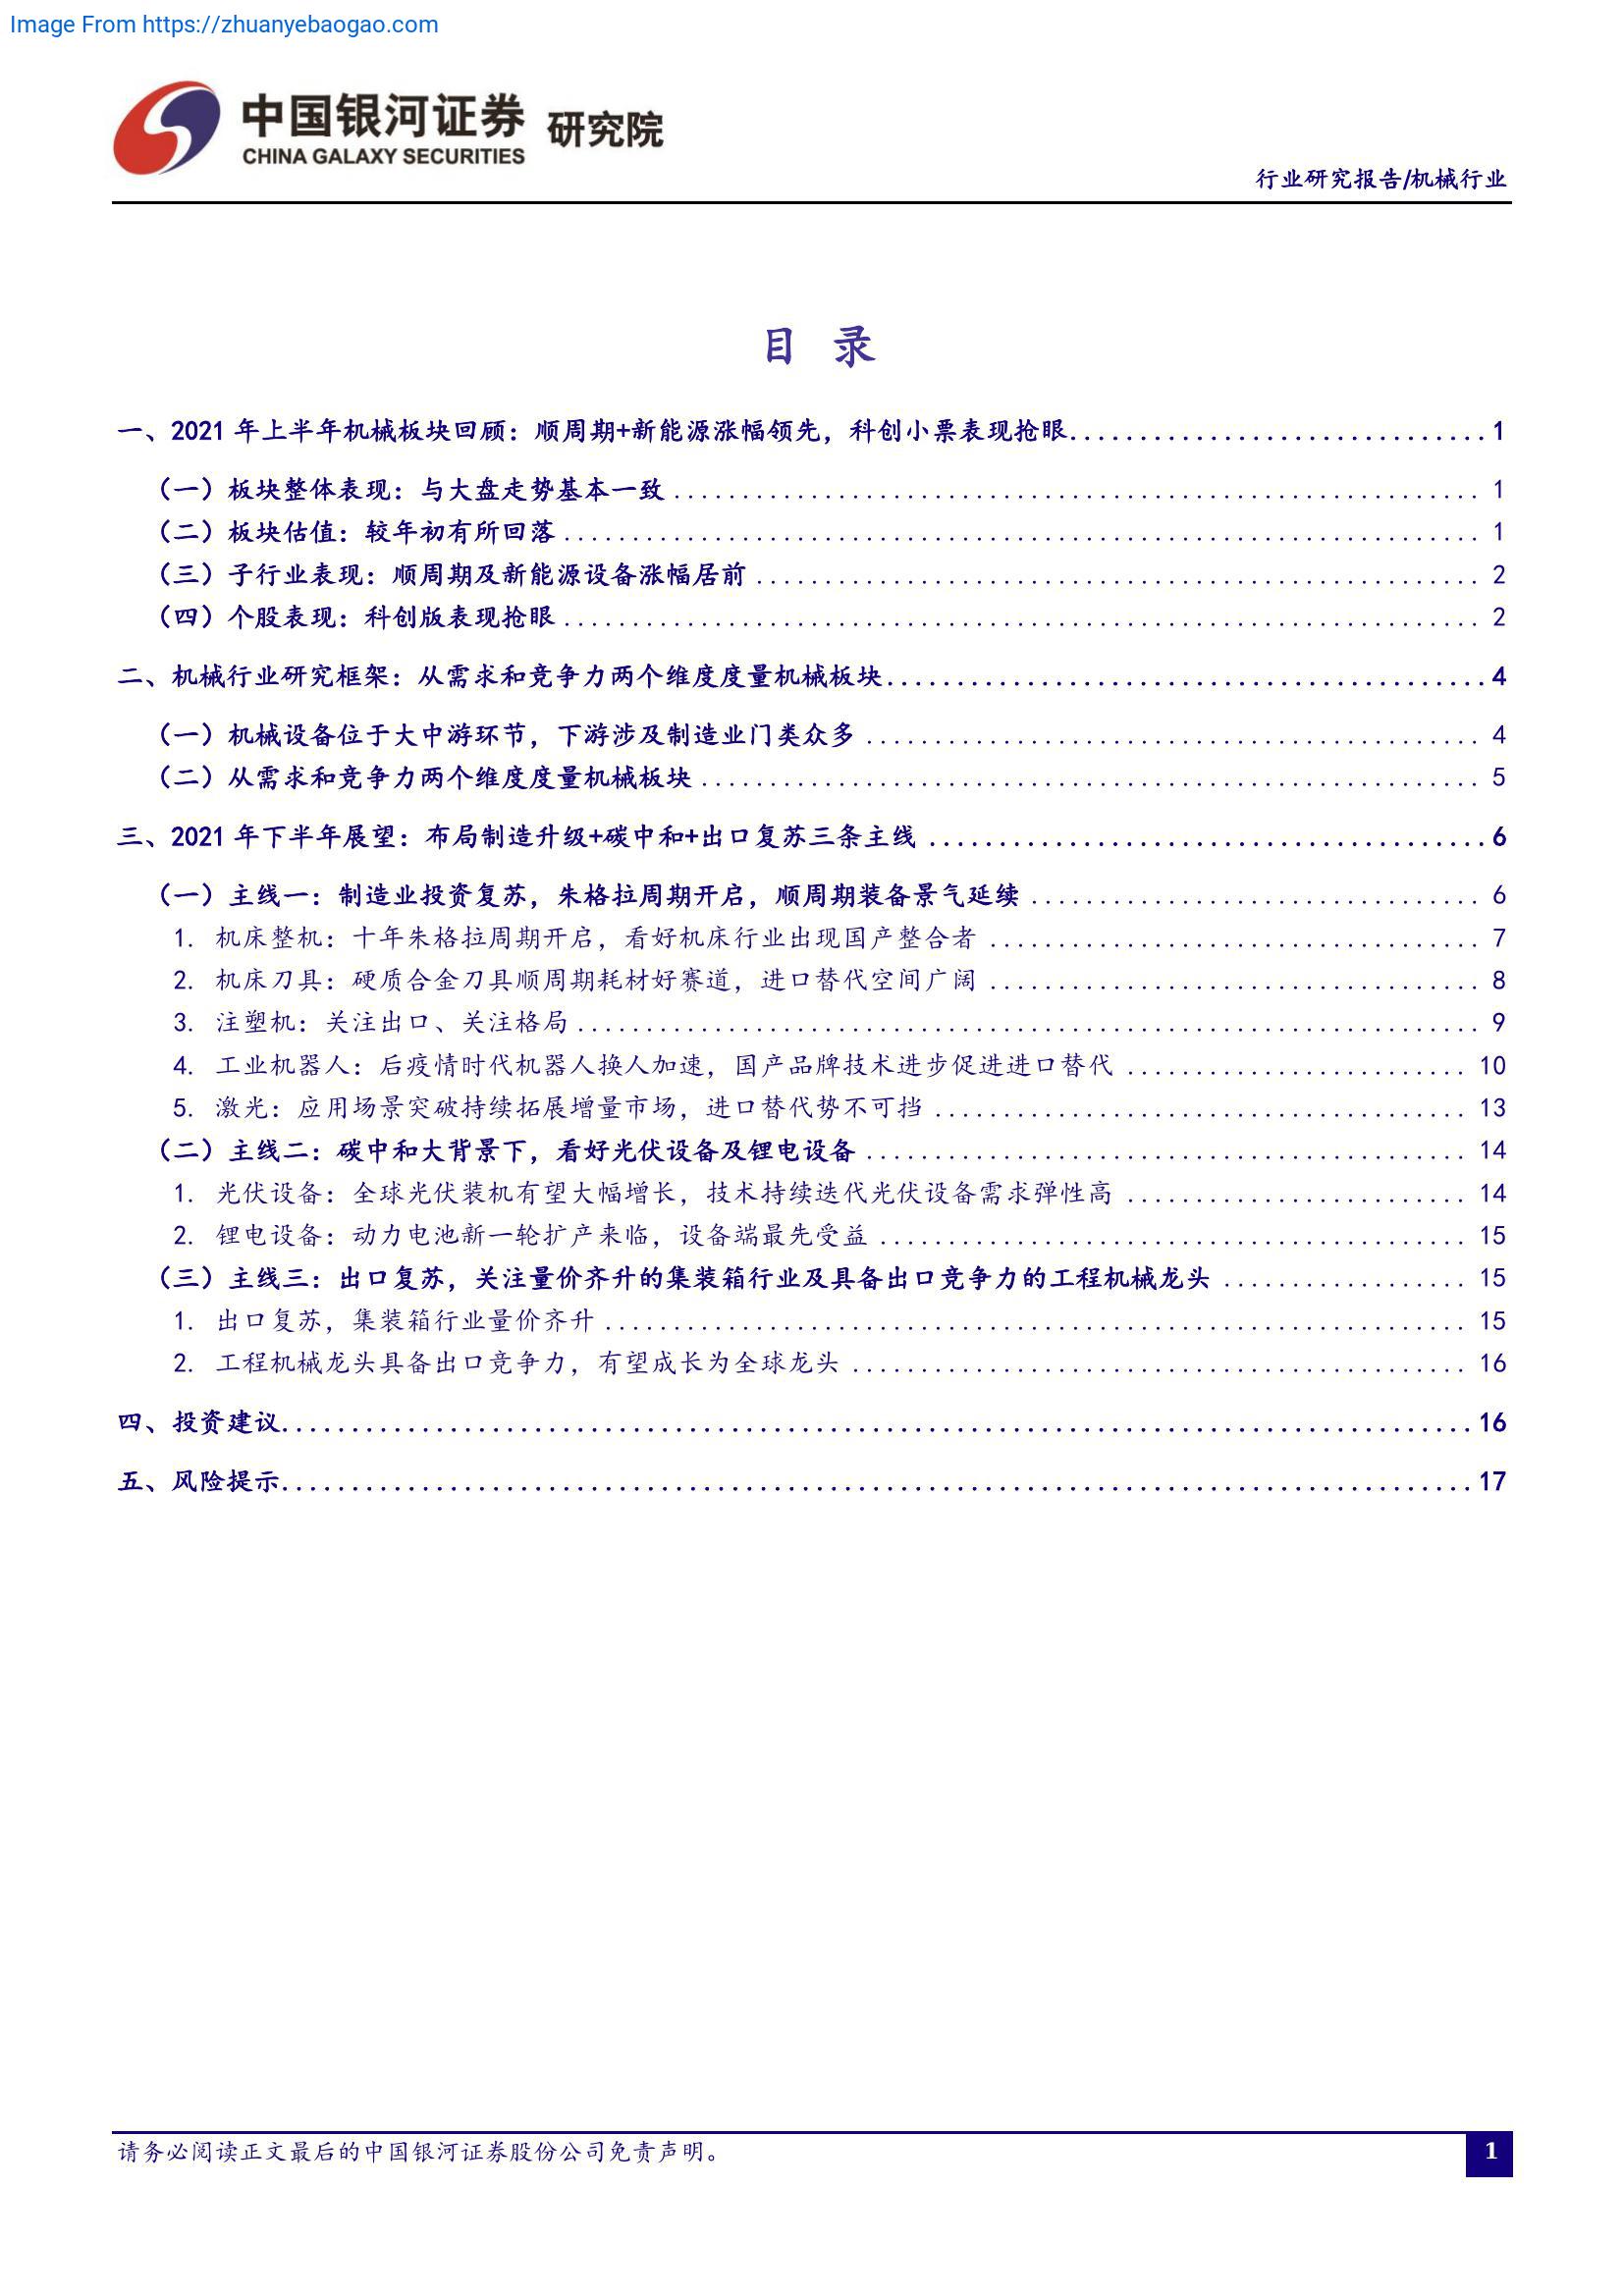 Image From https://zhuanyebaogao.com
中国银河证券 研究院
CHINA GALAXY SECURITIES
行业研究报告/机械行业
目 录
一、2021 年上半年机械板块回顾：顺周期+新能源涨幅领先，科创小票表现抢眼..............................1
（一）板块整体表现：与大盘走势基本一致 ........................................................... 1
（二）板块估值：较年初有所回落 ................................................................... 1
（三）子行业表现：顺周期及新能源设备涨幅居前 ..................................................... 2
（四）个股表现：科创版表现抢眼 ................................................................... 2
二、机械行业研究框架：从需求和竞争力两个维度度量机械板块...........................................4
（一）机械设备位于大中游环节，下游涉及制造业门类众多 ............................................. 4
（二）从需求和竞争力两个维度度量机械板块 ......................................................... 5
三、2021 年下半年展望：布局制造升级+碳中和+出口复苏三条主线 ........................................6
（一）主线一：制造业投资复苏，朱格拉周期开启，顺周期装备景气延续 ................................. 6
1. 机床整机：十年朱格拉周期开启，看好机床行业出现国产整合者 .................................... 7
2. 机床刀具：硬质合金刀具顺周期耗材好赛道，进口替代空间广阔 .................................... 8
3. 注塑机：关注出口、关注格局 .................................................................. 9
4. 工业机器人：后疫情时代机器人换人加速，国产品牌技术进步促进进口替代 ......................... 10
5. 激光：应用场景突破持续拓展增量市场，进口替代势不可挡 ....................................... 13
（二）主线二：碳中和大背景下，看好光伏设备及锂电设备 ............................................ 14
1. 光伏设备：全球光伏装机有望大幅增长，技术持续迭代光伏设备需求弹性高 ......................... 14
2. 锂电设备：动力电池新一轮扩产来临，设备端最先受益 ........................................... 15
（三）主线三：出口复苏，关注量价齐升的集装箱行业及具备出口竞争力的工程机械龙头 .................. 15
1. 出口复苏，集装箱行业量价齐升 ............................................................... 15
2. 工程机械龙头具备出口竞争力，有望成长为全球龙头 ............................................. 16
四、投资建议.....................................................................................16
五、风险提示.....................................................................................17
请务必阅读正文最后的中国银河证券股份公司免责声明。
1